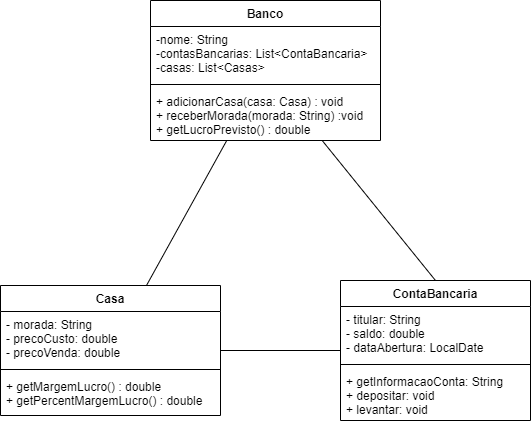 Banco
-nome: String
-contasBancarias: List<ContaBancaria>
-casas: List<Casas>
+ adicionarCasa(casa: Casa) : void
+ receberMorada(morada: String) :void
+ getLucroPrevisto() : double
Casa
- morada: String
- precoCusto: double
- precoVenda: double
+ getMargemLucro() : double
+ getPercentMargemLucro() : double
ContaBancaria
- titular: String
- saldo: double
- dataAbertura: LocalDate
+ getInformacaoConta: String
+ depositar: void
+ levantar: void